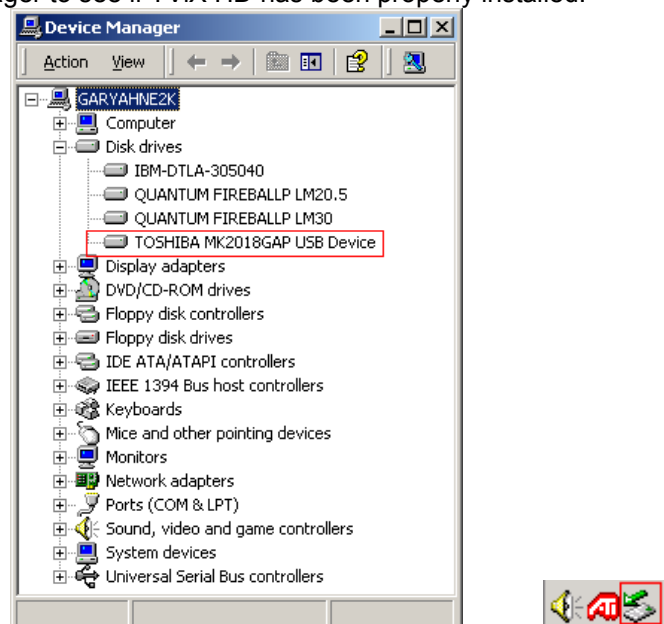 ager to see if ViX HD has been properly installed.
Device Manager
Action View
GARYAHNE2K
Computer
Disk drives
IBM-DTLA-305040
QUANTUM FIREBALLP LM20.5
QUANTUM FIREBALLP LM30
TOSHIBA MK2018GAP USB Device
Display adapters
DVD/CD-ROM drives
Floppy disk controllers
Floppy disk drives
IDE ATA/ATAPI controllers
IEEE 1394 Bus host controllers
Keyboards
Mice and other pointing devices
Monitors
Network adapters
Ports (COM & LPT)
Sound, video and game controllers
System devices
Universal Serial Bus controllers
ATI